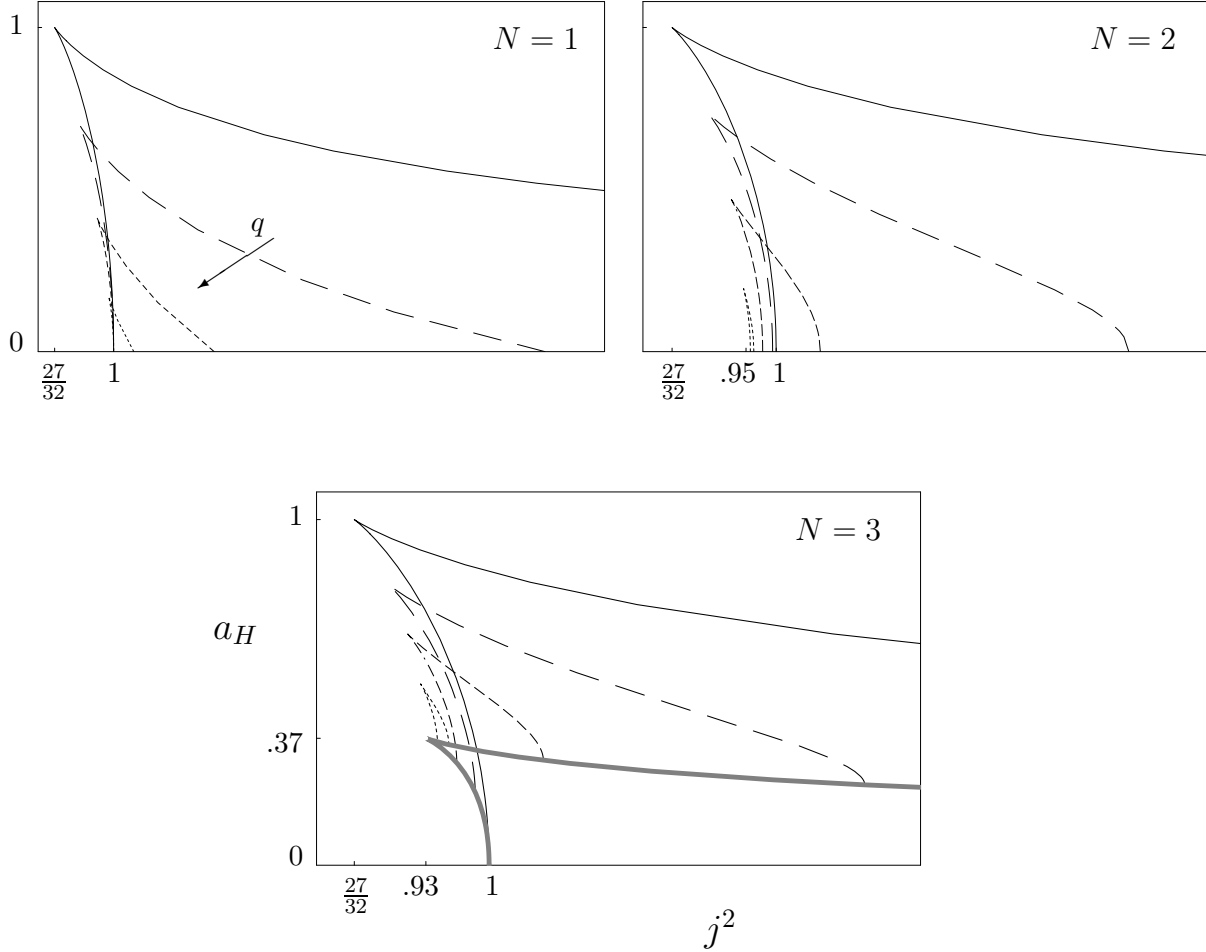 1
N = 1
q
0
27/32
1
N = 2
27/32
.95
1
1
N = 3
a_H
.37
0
27/32
.93
1
j^2